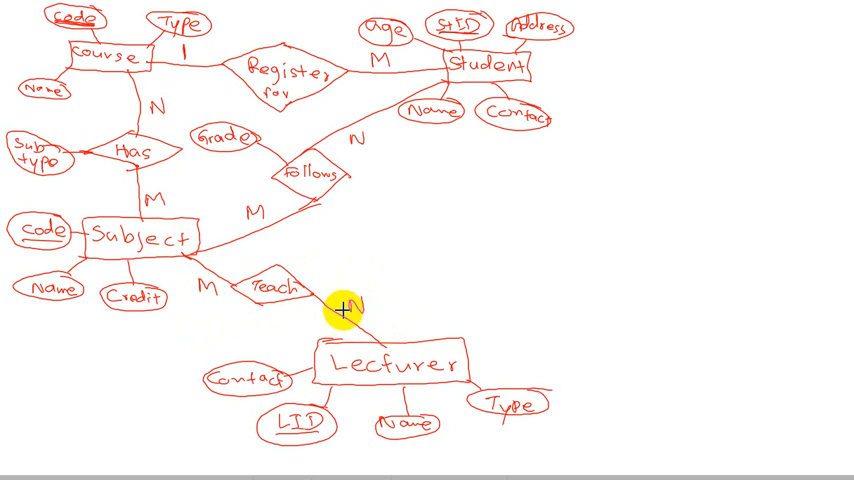 code
Type
age
StID
Address
Course
1
Register
for
M
Student
Name
Name
Contact
N
Sub
type
Has
Grade
N
Follows
M
M
code
Subject
Name
Credit
M
Teach
N
Lecturer
Contact
LID
Name
Type